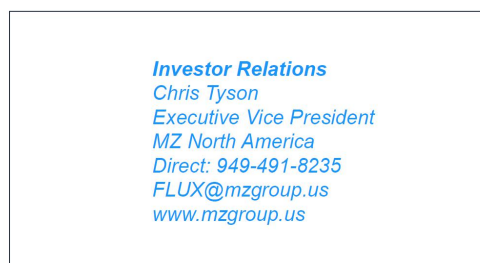 Investor Relations
Chris Tyson
Executive Vice President
MZ North America
Direct: 949-491-8235
FLUX@mzgroup.us
www.mzgroup.us